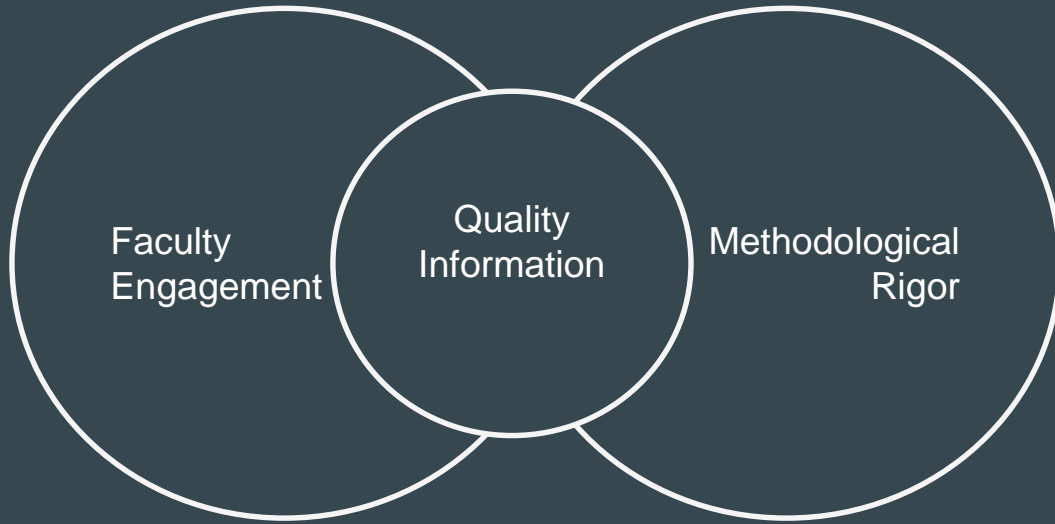 Faculty
Engagement
Quality
Information
Methodological
Rigor